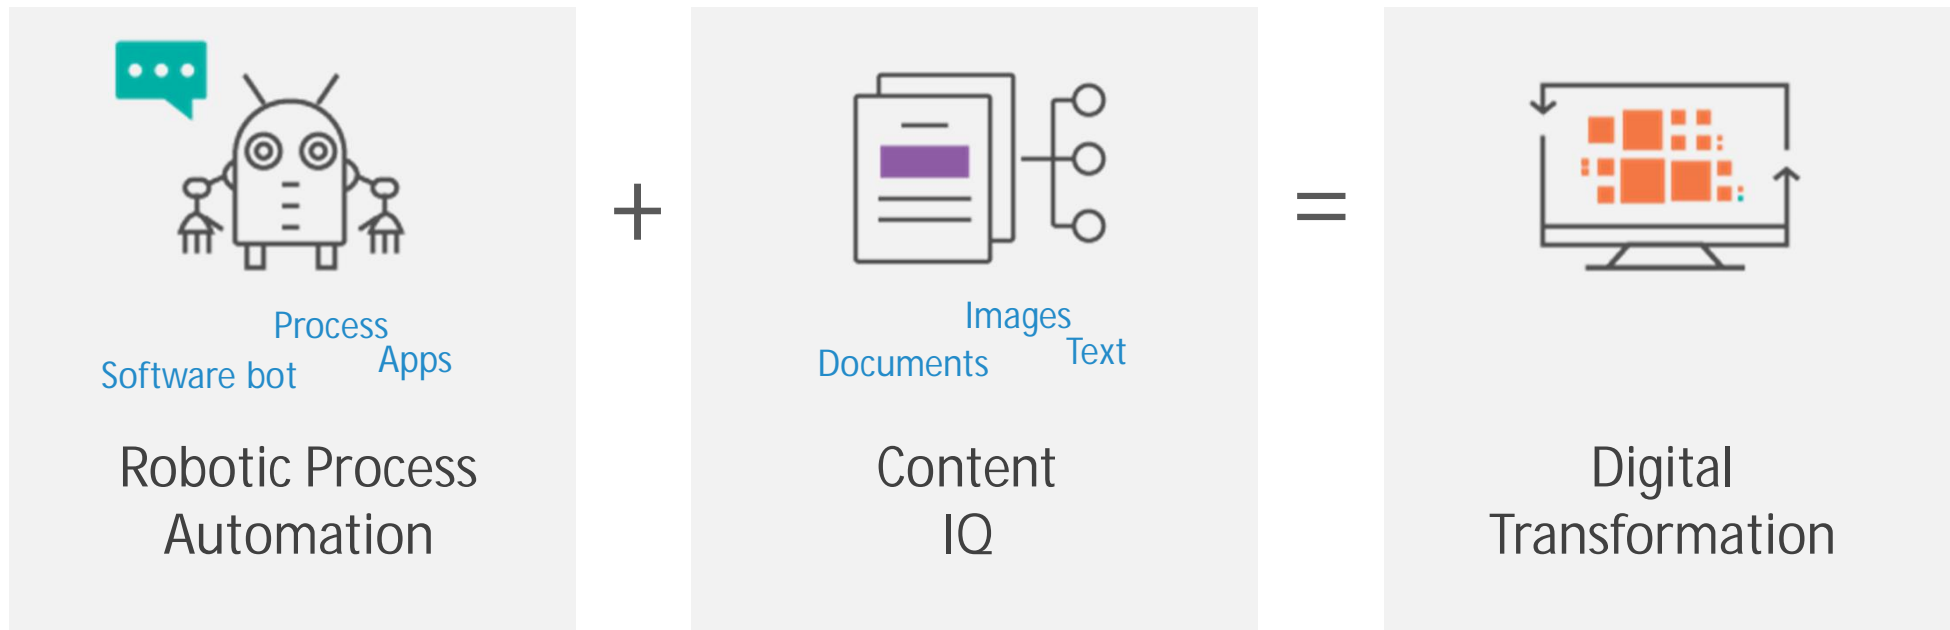 Process
Apps
Software bot
Robotic Process
Automation
+
Images
Text
Documents
Content
IQ
=
Digital
Transformation